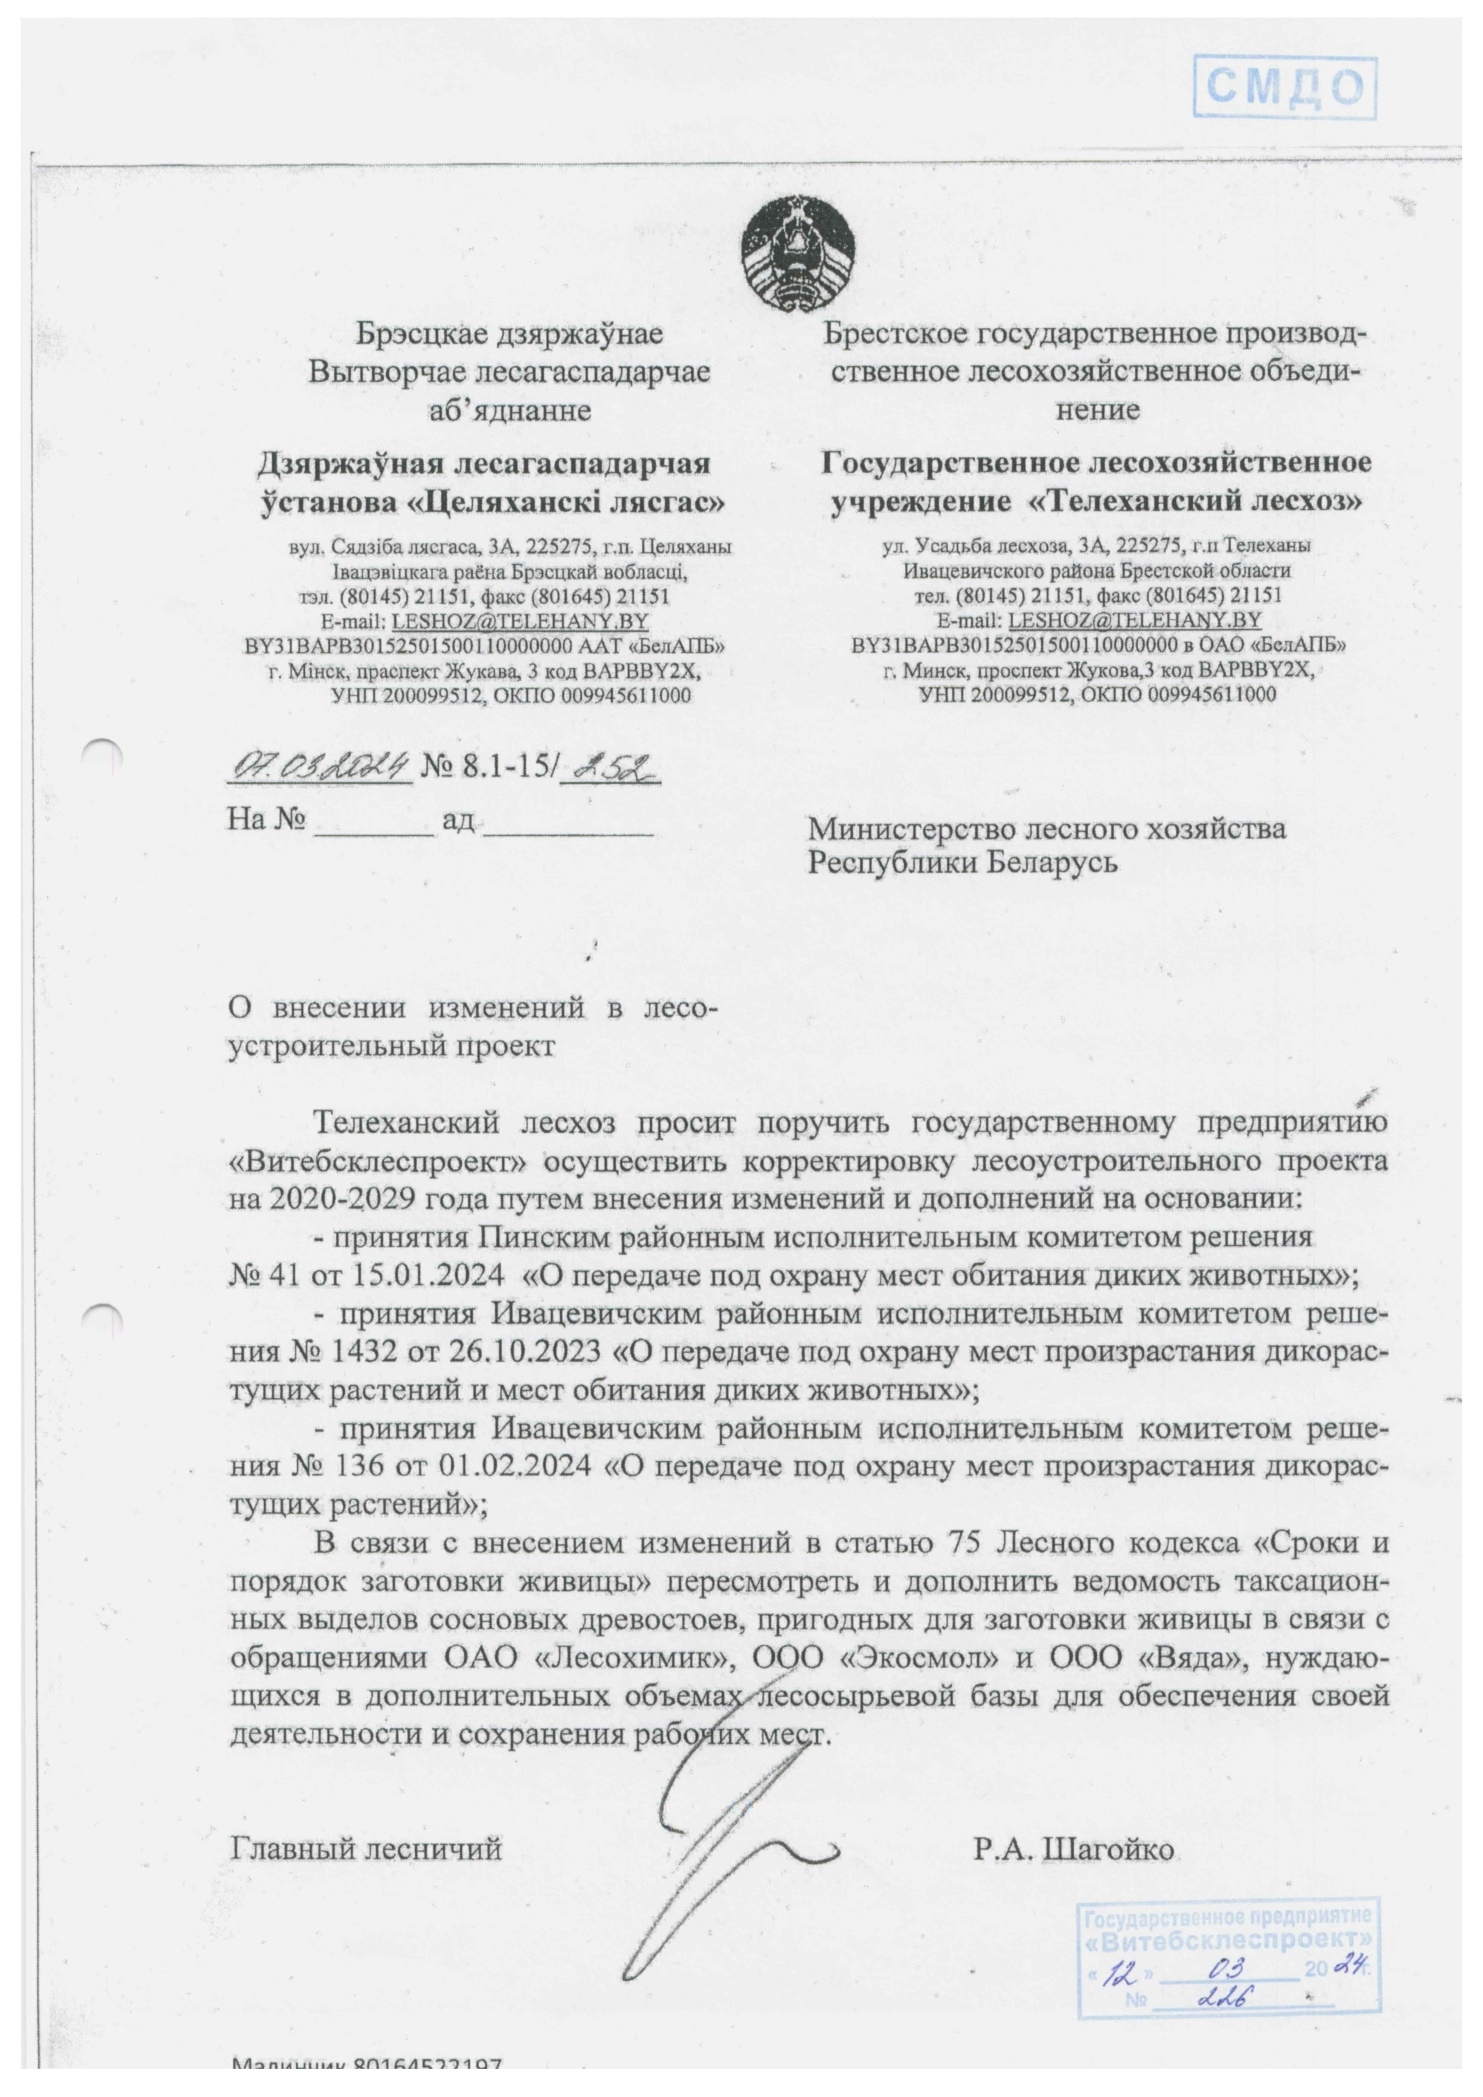 СМДО
Брэсцкае дзяржаўнае
Вытворчае лесагаспадарчае
аб’яднанне
Дзяржаўная лесагаспадарчая
ўстанова «Целяханскі лясгас»
вул. Сядзіба лясгаса, 3А, 225275, г.п. Целяханы
Івацэвіцкага раёна Брэсцкай вобласці,
тэл. (80145) 21151, факс (801645) 21151
E-mail: LESHOZ@TELEHANY.BY
BY31BAPB30152501500110000000 ААТ «БелАПБ»
г. Мінск, праспект Жукава, 3 код BAPBBY2X,
УНП 200099512, ОКПО 009945611000
Брестское государственное производ-
ственное лесохозяйственное объеди-
нение
Государственное лесохозяйственное
учреждение «Телеханский лесхоз»
ул. Усадьба лесхоза, 3А, 225275, г.п Телеханы
Ивацевичского района Брестской области
тел. (80145) 21151, факс (801645) 21151
E-mail: LESHOZ@TELEHANY.BY
BY31BAPB30152501500110000000 в ОАО «БелАПБ»
г. Минск, проспект Жукова,3 код BAPBBY2X,
УНП 200099512, ОКПО 009945611000
07.03.2024 № 8.1-15/ 252
На № ________ ад ___________
Министерство лесного хозяйства
Республики Беларусь
О внесении изменений в лесо-
устроительный проект
Телеханский лесхоз просит поручить государственному предприятию
«Витебсклеспроект» осуществить корректировку лесоустроительного проекта
на 2020-2029 года путем внесения изменений и дополнений на основании:
- принятия Пинским районным исполнительным комитетом решения
№ 41 от 15.01.2024 «О передаче под охрану мест обитания диких животных»;
- принятия Ивацевичским районным исполнительным комитетом реше-
ния № 1432 от 26.10.2023 «О передаче под охрану мест произрастания дикорас-
тущих растений и мест обитания диких животных»;
- принятия Ивацевичским районным исполнительным комитетом реше-
ния № 136 от 01.02.2024 «О передаче под охрану мест произрастания дикорас-
тущих растений»;
В связи с внесением изменений в статью 75 Лесного кодекса «Сроки и
порядок заготовки живицы» пересмотреть и дополнить ведомость таксацион-
ных выделов сосновых древостоев, пригодных для заготовки живицы в связи с
обращениями ОАО «Лесохимик», ООО «Экосмол» и ООО «Вяда», нуждаю-
щихся в дополнительных объемах лесосырьевой базы для обеспечения своей
деятельности и сохранения рабочих мест.
Главный лесничий Р.А. Шагойко
Государственное предприятие
«Витебсклеспроект»
« 12 » 03 2024 г.
№ 226
Малинчик 80164522197